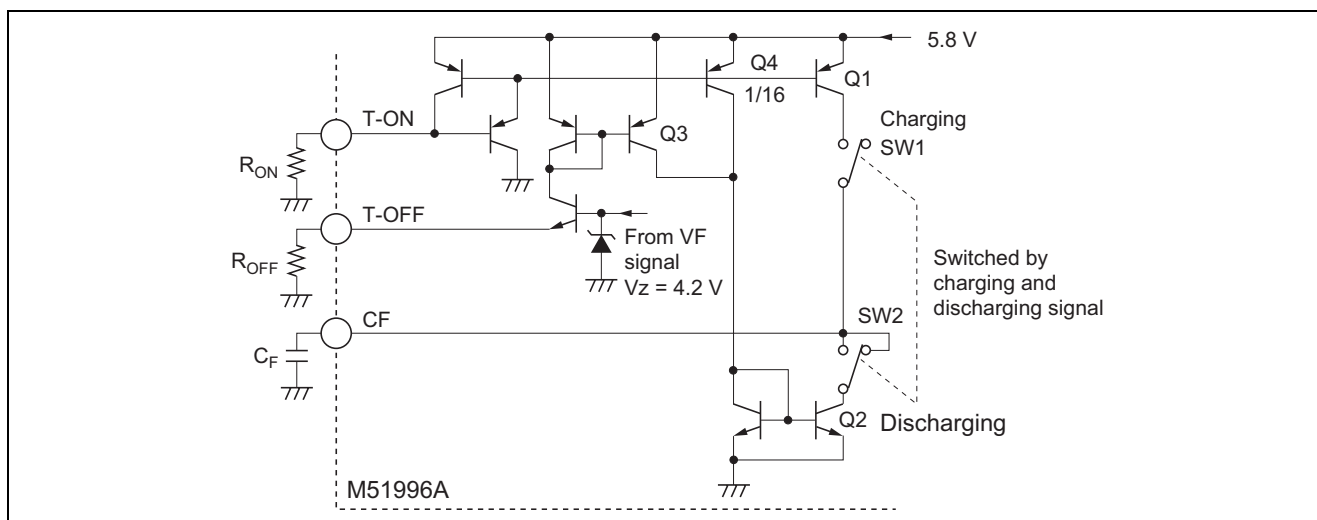 5.8 V
Q4
Q1
1/16
T-ON
Q3
Charging
SW1
RON
T-OFF
From VF
signal
Vz = 4.2 V
ROFF
Switched by
charging and
discharging signal
CF
SW2
CF
Q2
Discharging
M51996A